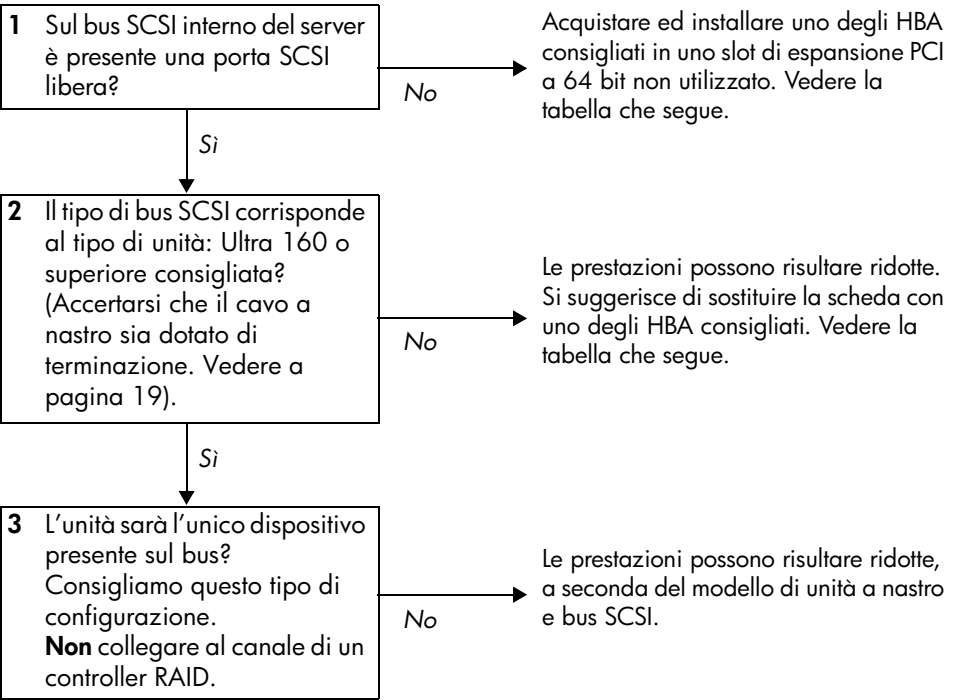 1 Sul bus SCSI interno del server
è presente una porta SCSI
libera?
No
Acquistare ed installare uno degli HBA
consigliati in uno slot di espansione PCI
a 64 bit non utilizzato. Vedere la
tabella che segue.
Sì
2 Il tipo di bus SCSI corrisponde
al tipo di unità: Ultra 160 o
superiore consigliata?
(Accertarsi che il cavo a
nastro sia dotato di
terminazione. Vedere a
pagina 19).
No
Le prestazioni possono risultare ridotte.
Si suggerisce di sostituire la scheda con
uno degli HBA consigliati. Vedere la
tabella che segue.
Sì
3 L'unità sarà l'unico dispositivo
presente sul bus?
Consigliamo questo tipo di
configurazione.
Non collegare al canale di un
controller RAID.
No
Le prestazioni possono risultare ridotte,
a seconda del modello di unità a nastro
e bus SCSI.